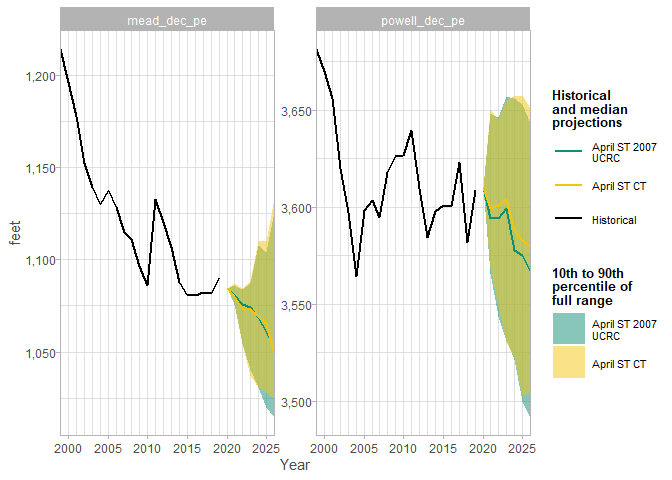 mead_dec_pe
powell_dec_pe
feet
1,200
1,150
1,100
1,050
3,650
3,600
3,550
3,500
2000 2005 2010 2015 2020 2025
2000 2005 2010 2015 2020 2025
Year
Historical
and median
projections
April ST 2007
UCRC
April ST CT
Historical
10th to 90th
percentile of
full range
April ST 2007
UCRC
April ST CT